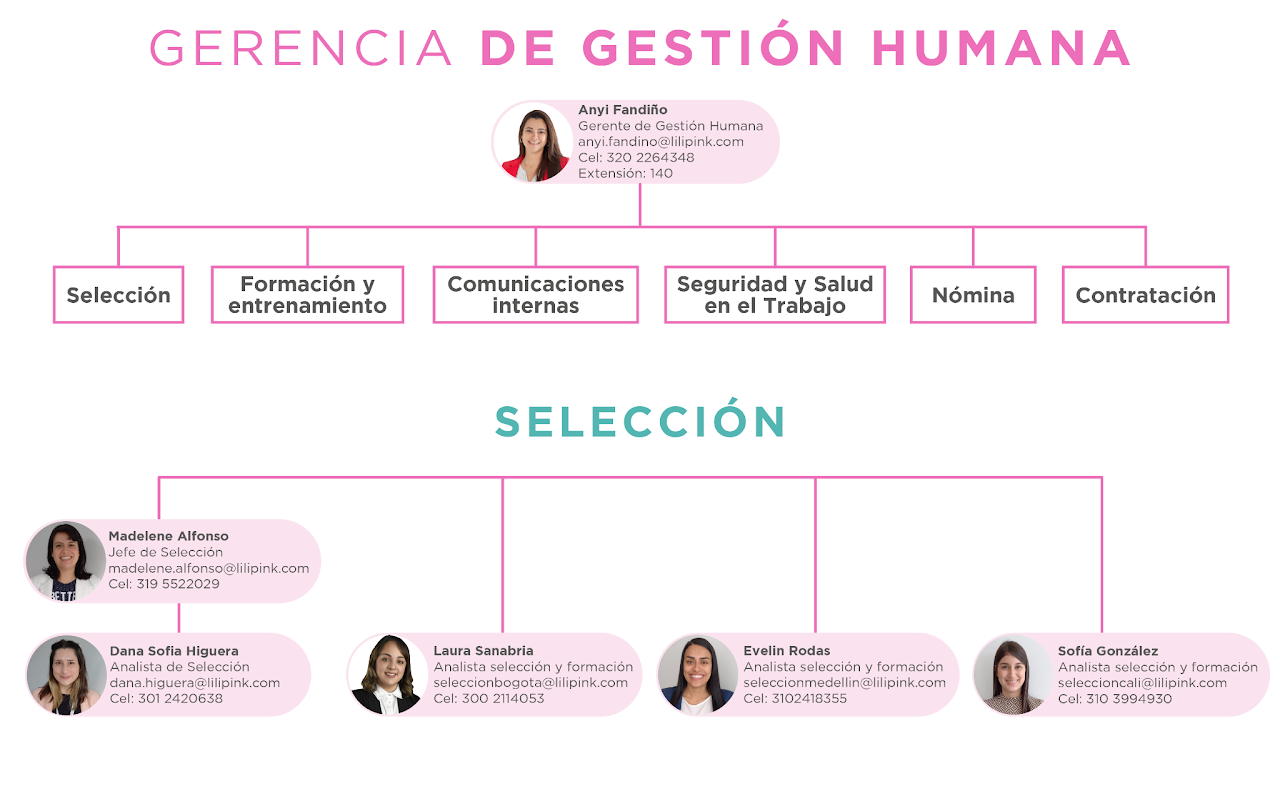 GERENCIA DE GESTIÓN HUMANA
Anyi Fandiño
Gerente de Gestión Humana
anyi.fandino@lilipink.com
Cel: 320 2264348
Extensión: 140
Selección
Formación y
entrenamiento
Comunicaciones
internas
Seguridad y Salud
en el Trabajo
Nómina
Contratación
SELECCIÓN
Madelene Alfonso
Jefe de Selección
madelene.alfonso@lilipink.com
Cel: 319 5522029
Dana Sofia Higuera
Analista de Selección
dana.higuera@lilipink.com
Cel: 301 2420638
Laura Sanabria
Analista selección y formación
seleccionbogota@lilipink.com
Cel: 300 2114053
Evelin Rodas
Analista selección y formación
seleccionmedellin@lilipink.com
Cel: 3102418355
Sofía González
Analista selección y formación
seleccioncali@lilipink.com
Cel: 310 3994930